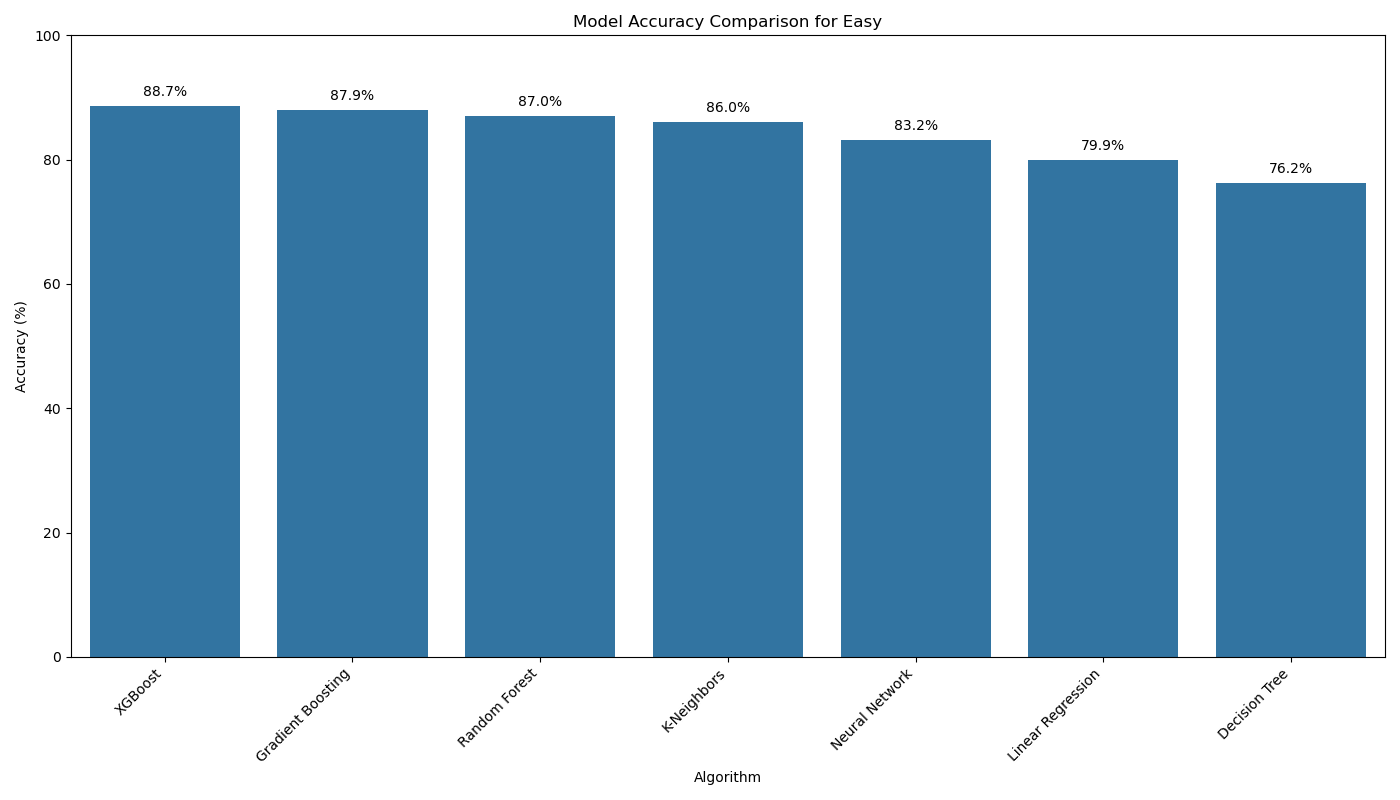 Model Accuracy Comparison for Easy
100
80
60
40
20
0
Accuracy (%)
88.7%
87.9%
87.0%
86.0%
83.2%
79.9%
76.2%
XGBoost
Gradient Boosting
Random Forest
K-Neighbors
Neural Network
Linear Regression
Decision Tree
Algorithm